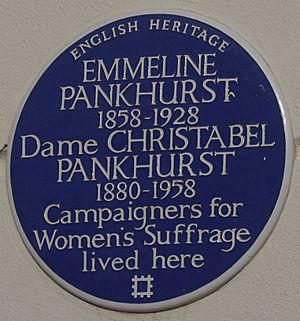 ENGLISH HERITAGE
EMMELINE
PANKHURST
1858-1928
Dame CHRISTABEL
PANKHURST
1880-1958
Campaigners for
Women's Suffrage
lived here